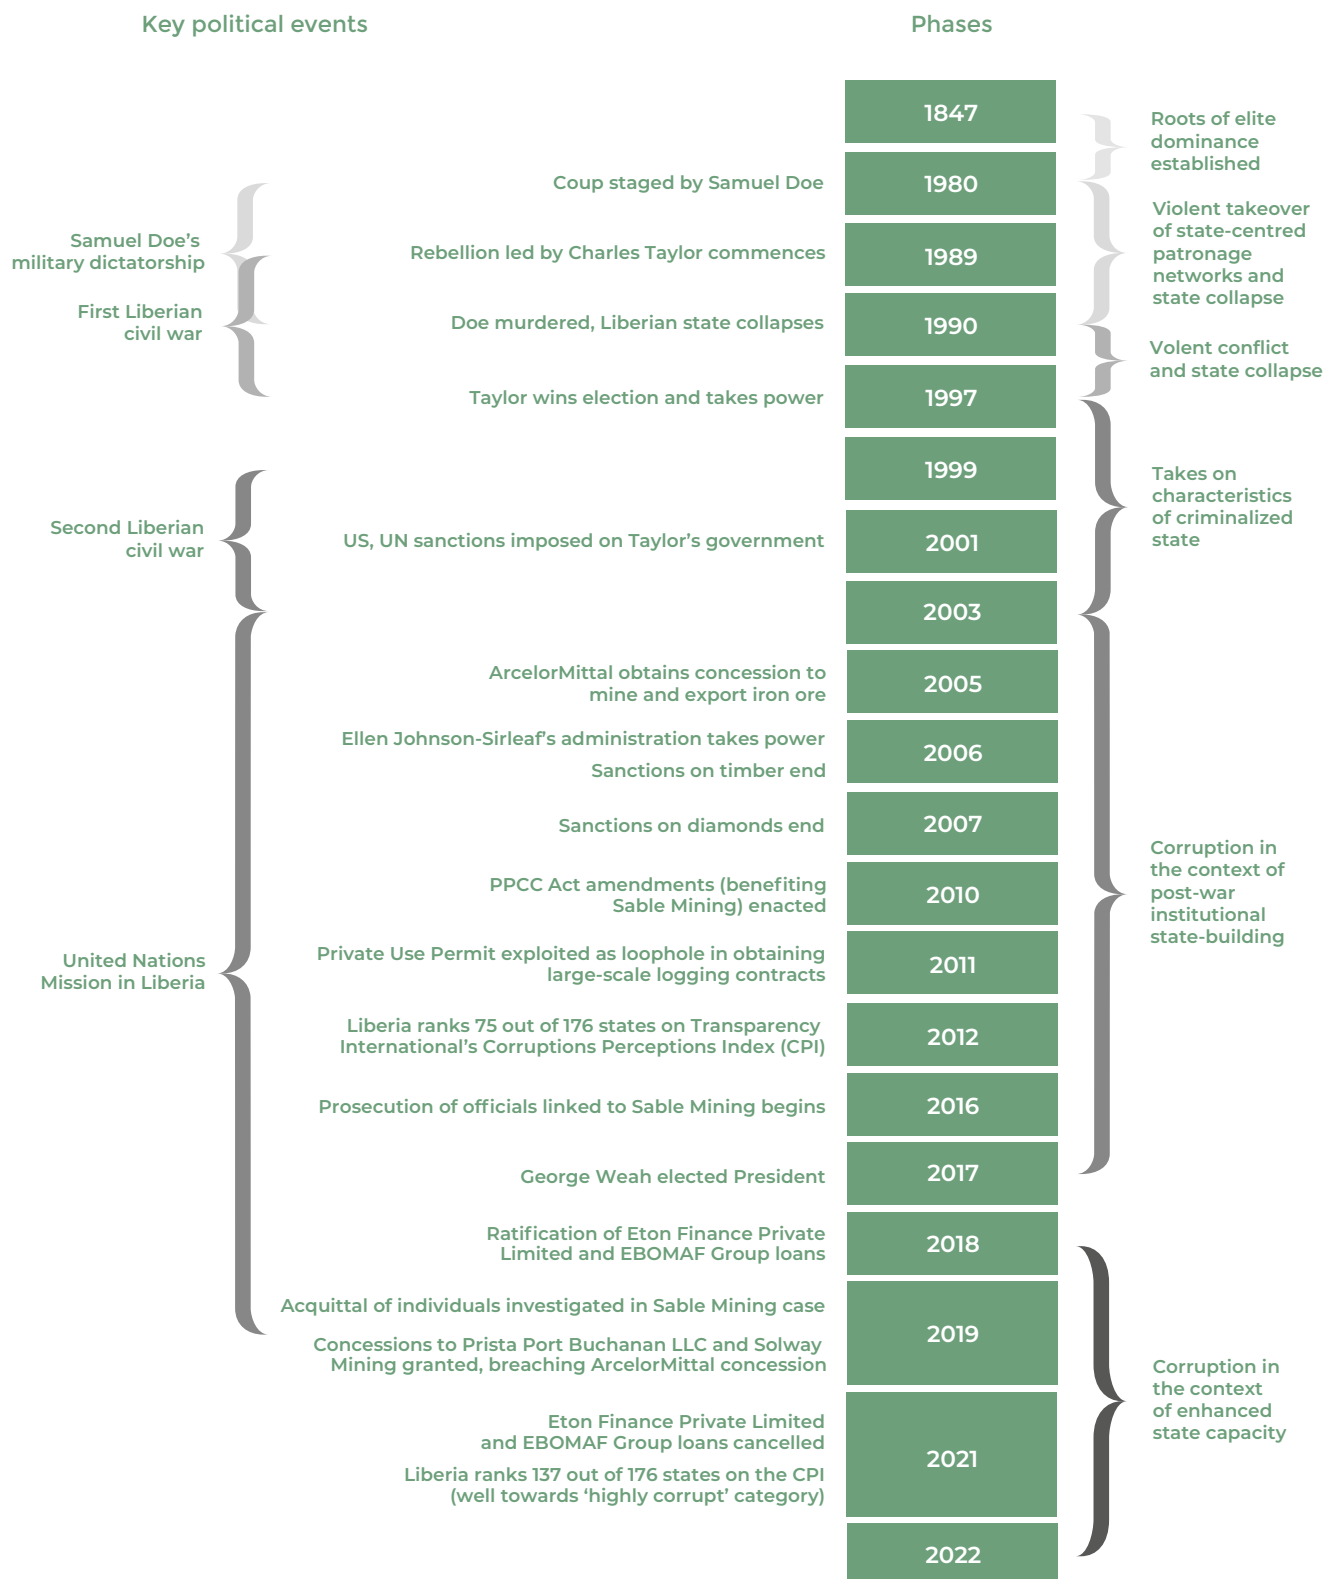 Key political events
Phases
1847
Roots of elite
dominance
established
Coup staged by Samuel Doe
1980
Samuel Doe's
military dictatorship
Violent takeover
of state-centred
patronage
networks and
state collapse
Rebellion led by Charles Taylor commences
1989
First Liberian
civil war
Doe murdered, Liberian state collapses
1990
Volent conflict
and state collapse
Taylor wins election and takes power
1997
1999
Takes on
characteristics
of criminalized
state
Second Liberian
civil war
US, UN sanctions imposed on Taylor's government
2001
2003
ArcelorMittal obtains concession to
mine and export iron ore
2005
Ellen Johnson-Sirleaf's administration takes power
Sanctions on timber end
2006
Sanctions on diamonds end
2007
Corruption in
the context of
post-war
institutional
state-building
PPCC Act amendments (benefiting
Sable Mining) enacted
2010
United Nations
Mission in Liberia
Private Use Permit exploited as loophole in obtaining
large-scale logging contracts
2011
Liberia ranks 75 out of 176 states on Transparency
International's Corruptions Perceptions Index (CPI)
2012
Prosecution of officials linked to Sable Mining begins
2016
George Weah elected President
2017
Ratification of Eton Finance Private
Limited and EBOMAF Group loans
2018
Acquittal of individuals investigated in Sable Mining case
Concessions to Prista Port Buchanan LLC and Solway
Mining granted, breaching ArcelorMittal concession
2019
Corruption in
the context
of enhanced
state capacity
Eton Finance Private Limited
and EBOMAF Group loans cancelled
Liberia ranks 137 out of 176 states on the CPI
(well towards 'highly corrupt' category)
2021
2022